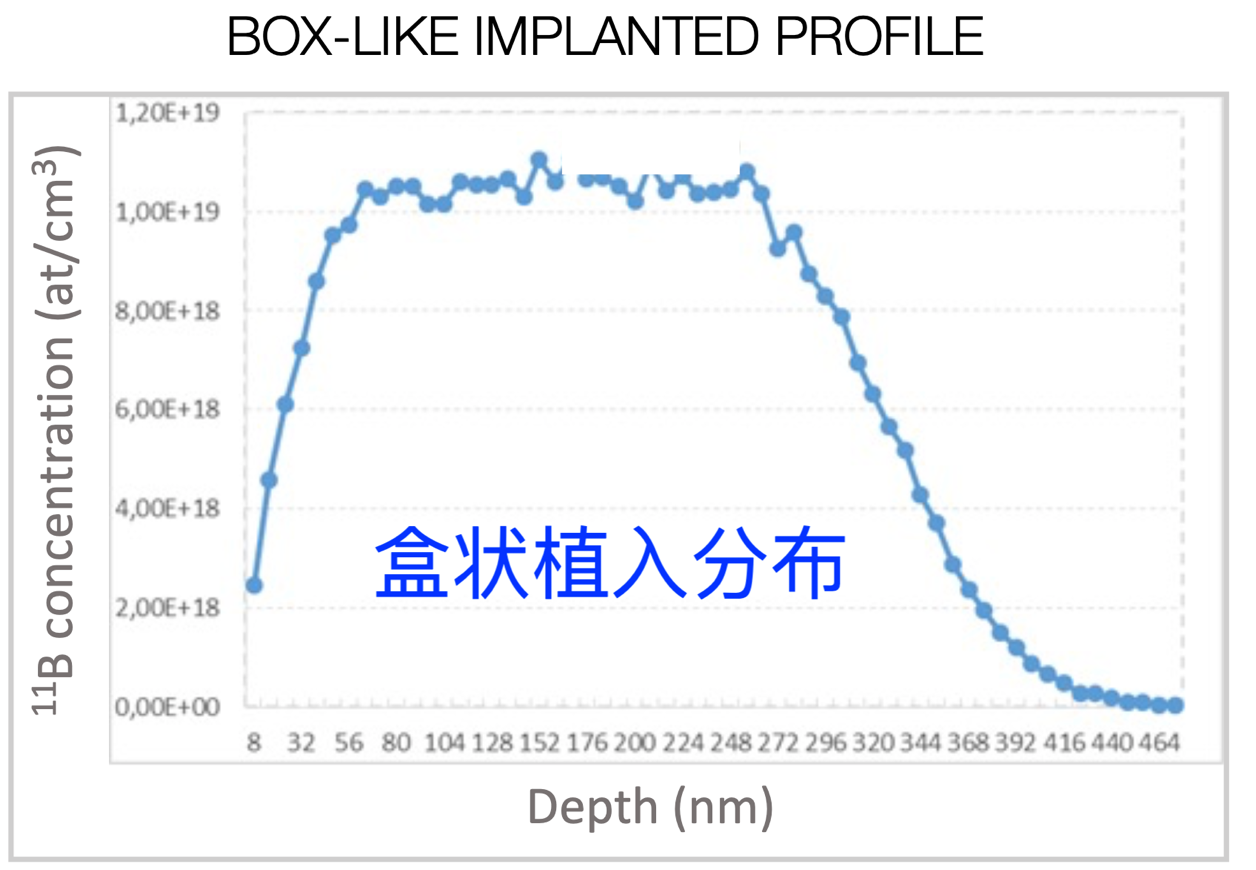 BOX-LIKE IMPLANTED PROFILE
1,20E+19
1,00E+19
8,00E+18
6,00E+18
4,00E+18
2,00E+18
0,00E+00
¹¹B concentration (at/cm³)
盒状植入分布
8 32 56 80 104 128 152 176 200 224 248 272 296 320 344 368 392 416 440 464
Depth (nm)